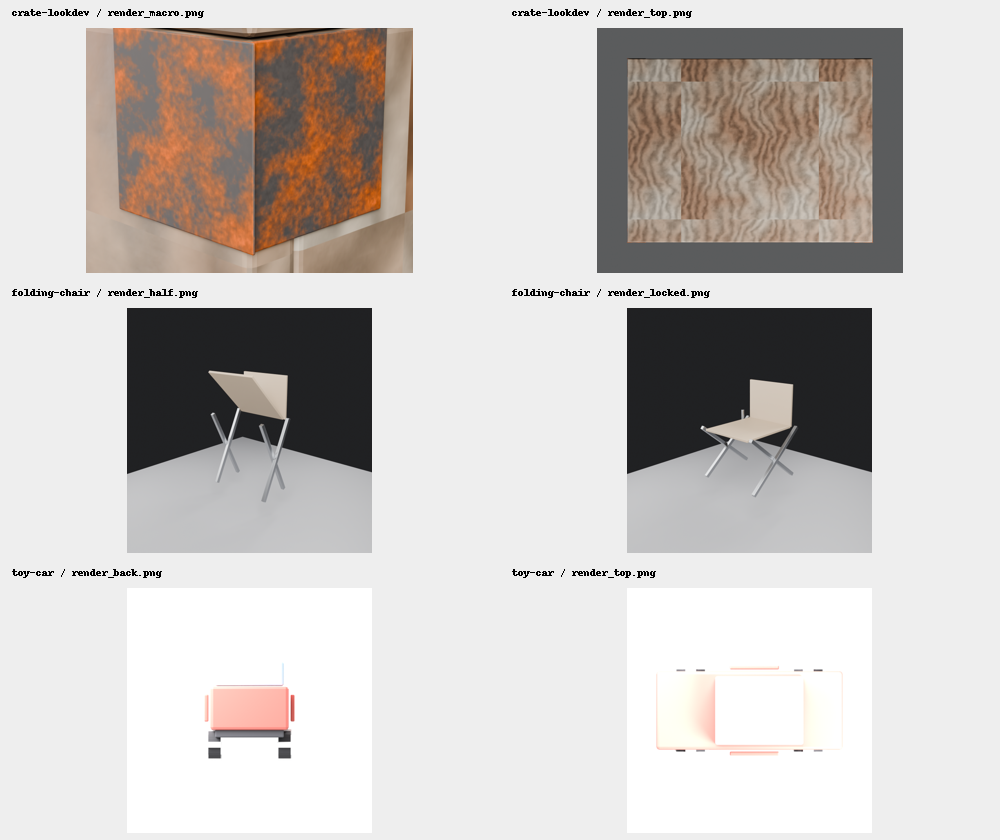 crate-lookdev / render_macro.png
crate-lookdev / render_top.png
folding-chair / render_half.png
folding-chair / render_locked.png
toy-car / render_back.png
toy-car / render_top.png